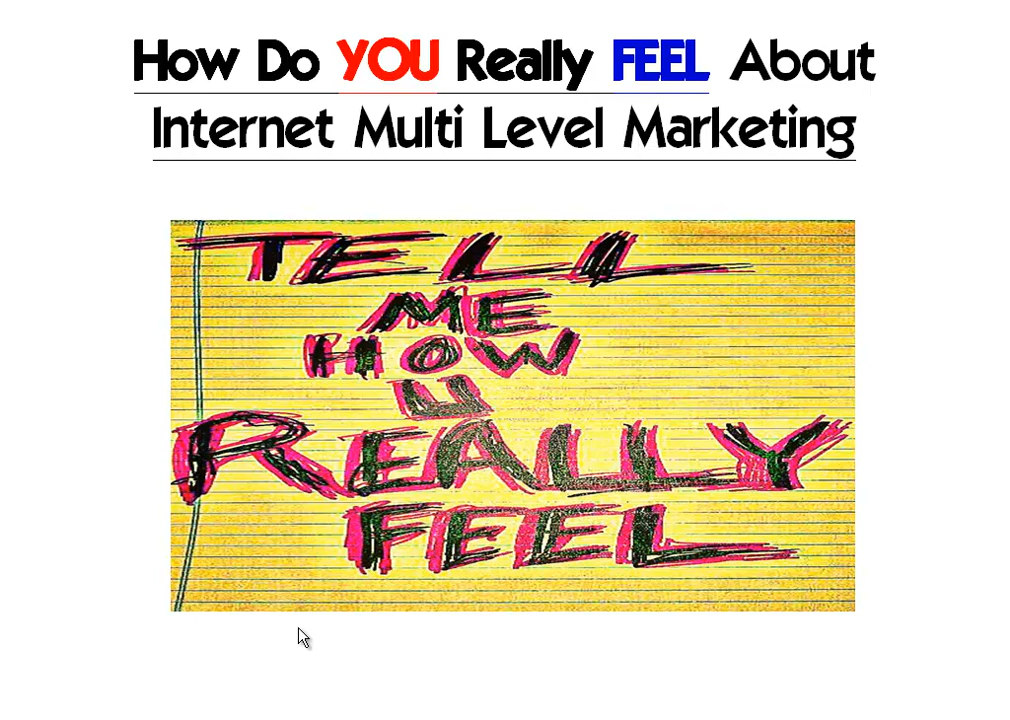 How Do YOU Really FEEL About
Internet Multi Level Marketing
TELL
ME
HOW
U
REALLY
FEEL